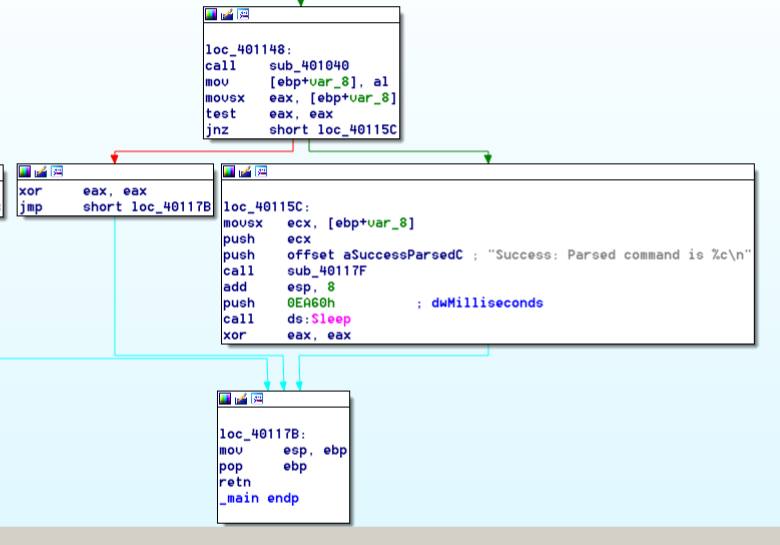 loc_401148:
call sub_401040
mov [ebp+var_8], al
movsx eax, [ebp+var_8]
test eax, eax
jnz short loc_40115C
xor eax, eax
jmp short loc_40117B
loc_40115C:
movsx ecx, [ebp+var_8]
push ecx
push offset aSuccessParsedC ; "Success: Parsed command is %c\n"
call sub_40117F
add esp, 8
push 0EA60h ; dwMilliseconds
call ds:Sleep
xor eax, eax
loc_40117B:
mov esp, ebp
pop ebp
retn
_main endp